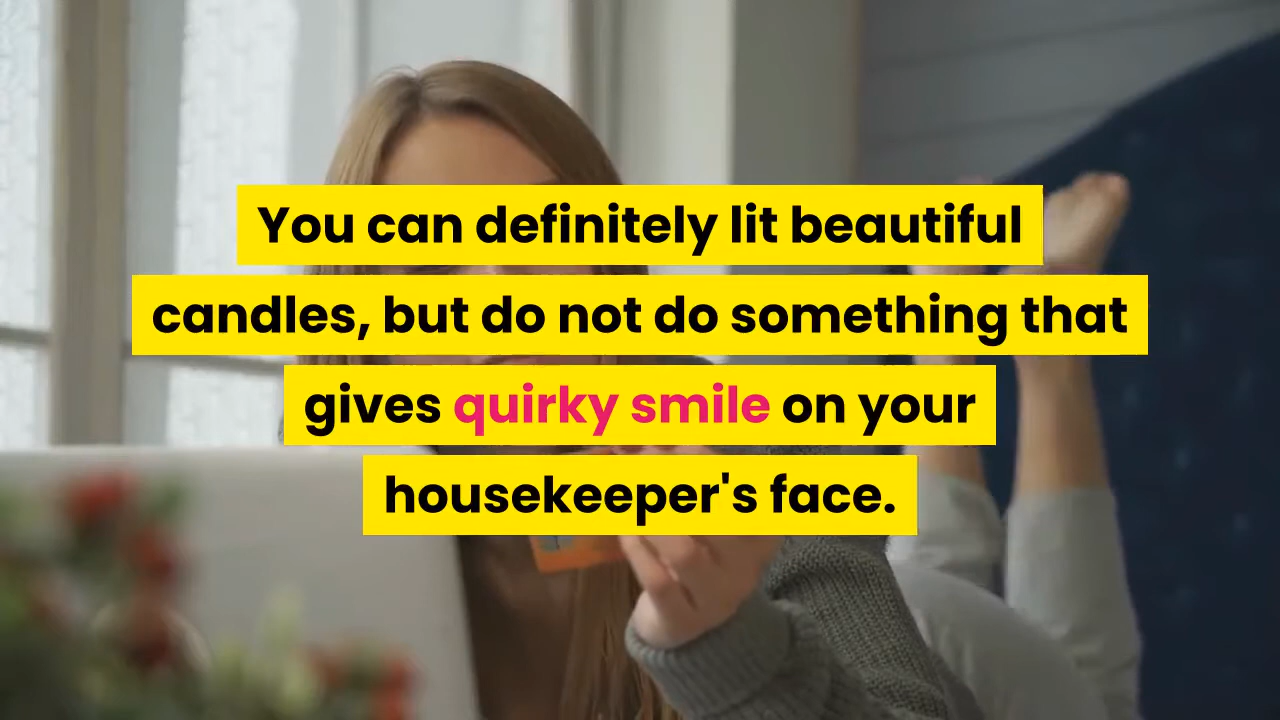 You can definitely lit beautiful
candles, but do not do something that
gives quirky smile on your
housekeeper's face.